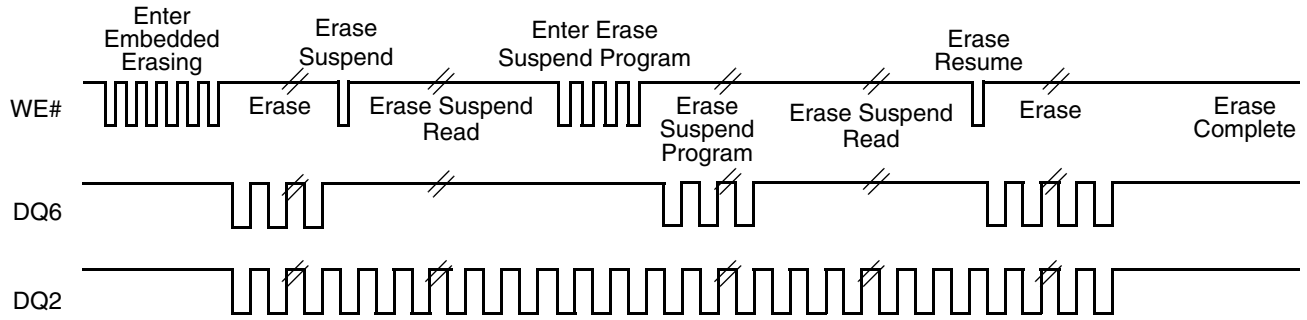 Enter
Embedded
Erasing
Erase
Suspend
Enter Erase
Suspend Program
Erase
Resume
WE#
Erase
Erase Suspend
Read
Erase
Suspend
Program
Erase Suspend
Read
Erase
Erase
Complete
DQ6
DQ2